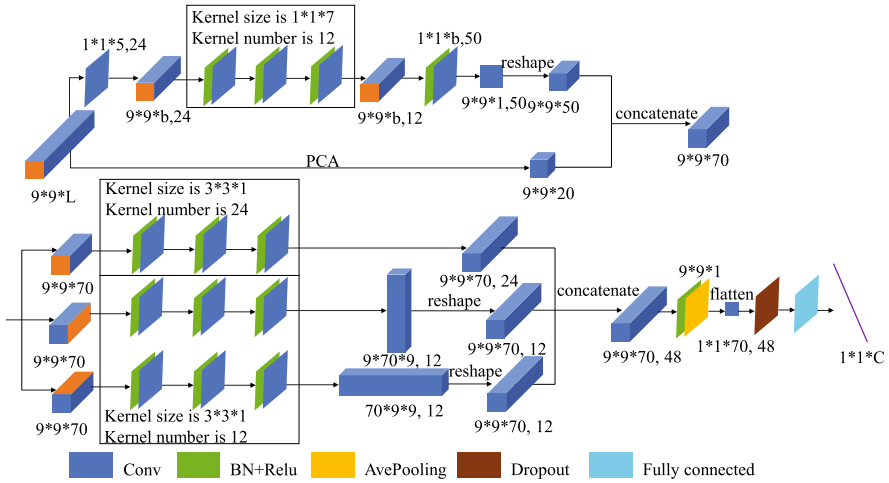 Kernel size is 1*1*7
Kernel number is 12
1*1*5,24
1*1*b,50
reshape
9*9*b,24
9*9*b,12
9*9*1,50
9*9*50
concatenate
9*9*70
PCA
9*9*L
9*9*20
Kernel size is 3*3*1
Kernel number is 24
9*9*70
9*9*70, 24
9*9*1
reshape
concatenate
flatten
9*9*70
9*70*9, 12
9*9*70, 12
9*9*70, 48
1*1*70, 48
1*1*C
reshape
70*9*9, 12
9*9*70
Kernel size is 3*3*1
Kernel number is 12
9*9*70, 12
Conv
BN+Relu
AvePooling
Dropout
Fully connected